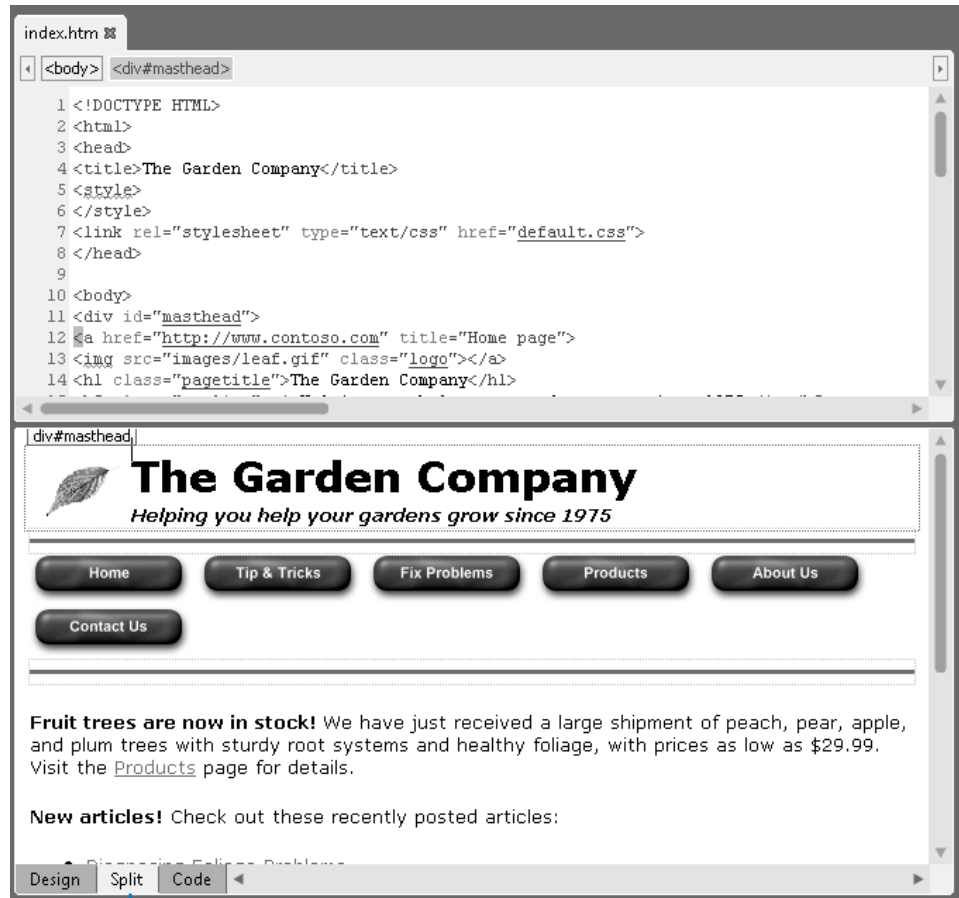 index.htm
<body> <div#masthead>
1 <!DOCTYPE HTML>
2 <html>
3 <head>
4 <title>The Garden Company</title>
5 <style>
6 </style>
7 <link rel="stylesheet" type="text/css" href="default.css">
8 </head>
9
10 <body>
11 <div id="masthead">
12 <a href="http://www.contoso.com" title="Home page">
13 <img src="images/leaf.gif" class="logo"></a>
14 <h1 class="pagetitle">The Garden Company</h1>
div#masthead
The Garden Company
Helping you help your gardens grow since 1975
Home Tip & Tricks Fix Problems Products About Us
Contact Us
Fruit trees are now in stock! We have just received a large shipment of peach, pear, apple,
and plum trees with sturdy root systems and healthy foliage, with prices as low as $29.99.
Visit the Products page for details.
New articles! Check out these recently posted articles:
Diagnosing Foliage Problems
Design Split Code